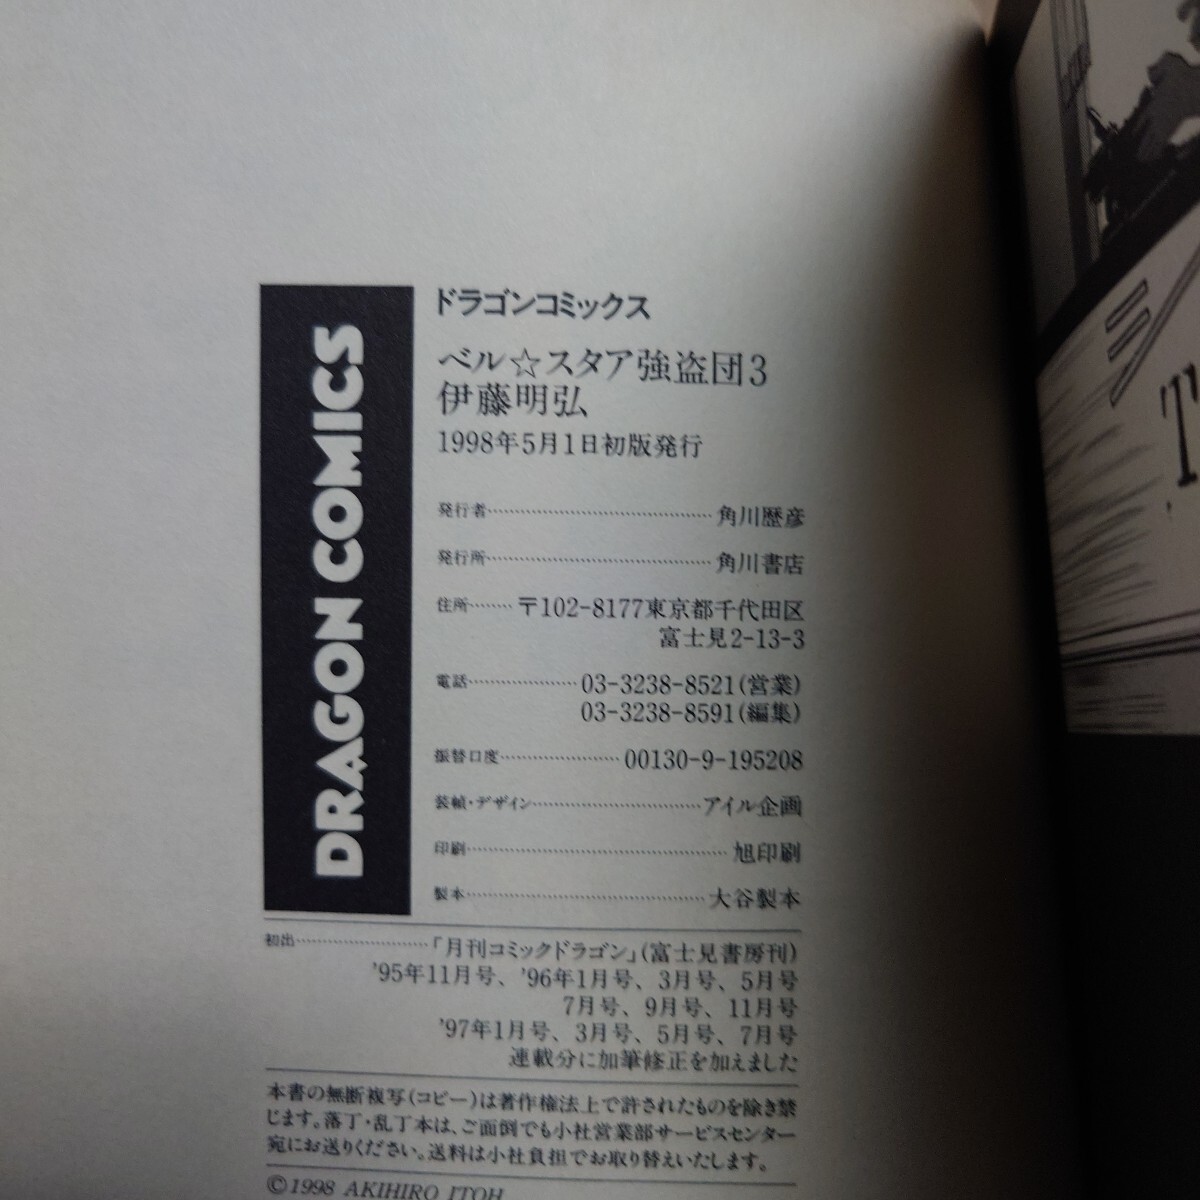 DRAGON COMICS
ドラゴンコミックス
ベル☆スタア強盗団3
伊藤明弘
1998年5月1日初版発行
発行者……………………………角川歴彦
発行所……………………………角川書店
住所………〒102-8177東京都千代田区
富士見2-13-3
電話………………03-3238-8521(営業)
03-3238-8591(編集)
振替口座…………………00130-9-195208
装幀・デザイン………………………アイル企画
印刷……………………………………旭印刷
製本…………………………………大谷製本
初出…………………「月刊コミックドラゴン」(富士見書房刊)
'95年11月号、'96年1月号、3月号、5月号
7月号、9月号、11月号
'97年1月号、3月号、5月号、7月号
連載分に加筆修正を加えました
本書の無断複写(コピー)は著作権法上で許されたものを除き禁
じます。落丁・乱丁本は、ご面倒でも小社営業部サービスセンター
宛にお送りください。送料は小社負担でお取り替えいたします。
©1998 AKIHIRO ITOH